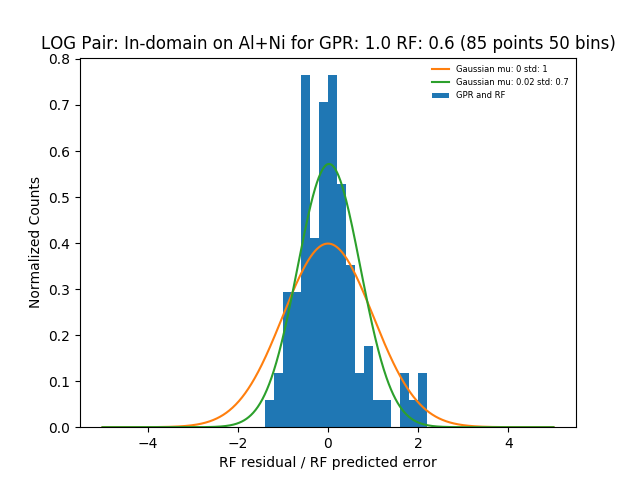 LOG Pair: In-domain on Al+Ni for GPR: 1.0 RF: 0.6 (85 points 50 bins)
Gaussian mu: 0 std: 1
Gaussian mu: 0.02 std: 0.7
GPR and RF
Normalized Counts
0.8
0.7
0.6
0.5
0.4
0.3
0.2
0.1
0.0
−4 −2 0 2 4
RF residual / RF predicted error